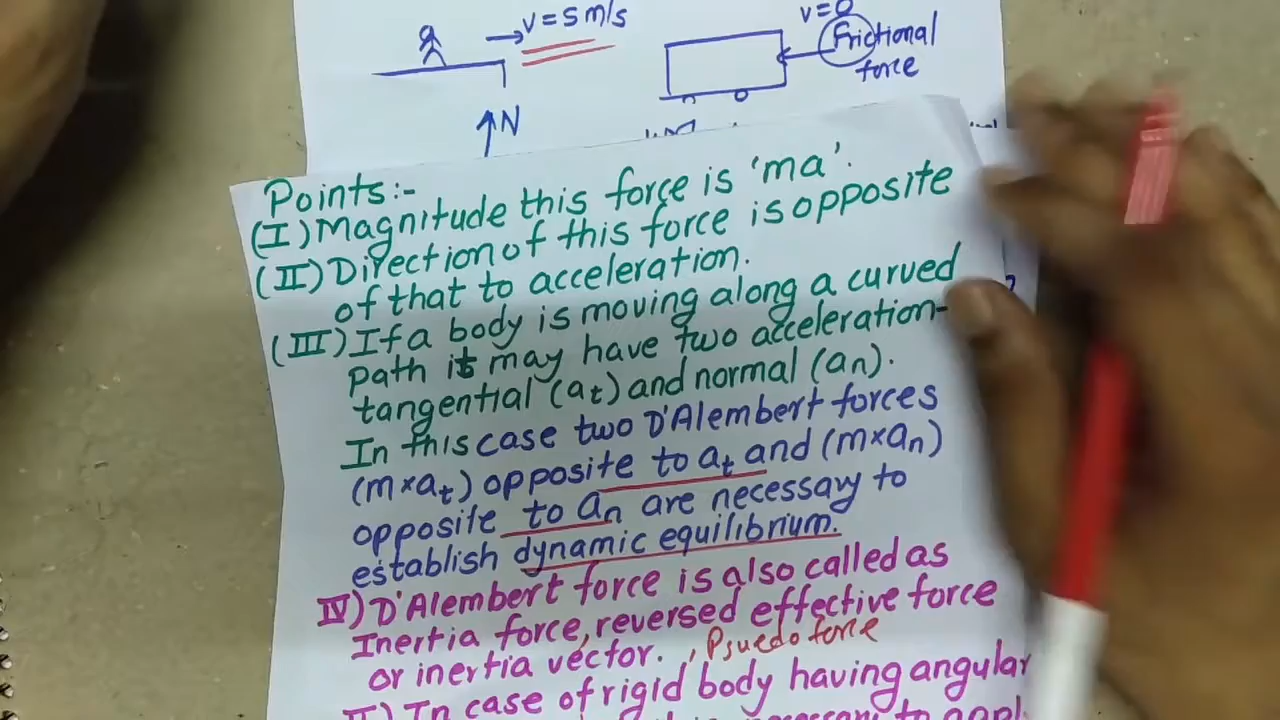 v=5 m/s
v=0
Frictional
force
N
Points:-
(I) Magnitude this force is 'ma'.
(II) Direction of this force is opposite
of that to acceleration.
(III) If a body is moving along a curved
path it may have two acceleration-
tangential (at) and normal (an).
In this case two D'Alembert forces
(m×at) opposite to at and (m×an)
opposite to an are necessary to
establish dynamic equilibrium.
IV) D'Alembert force is also called as
Inertia force, reversed effective force
or inertia vector. , Psuedo force
V) In case of rigid body having angular